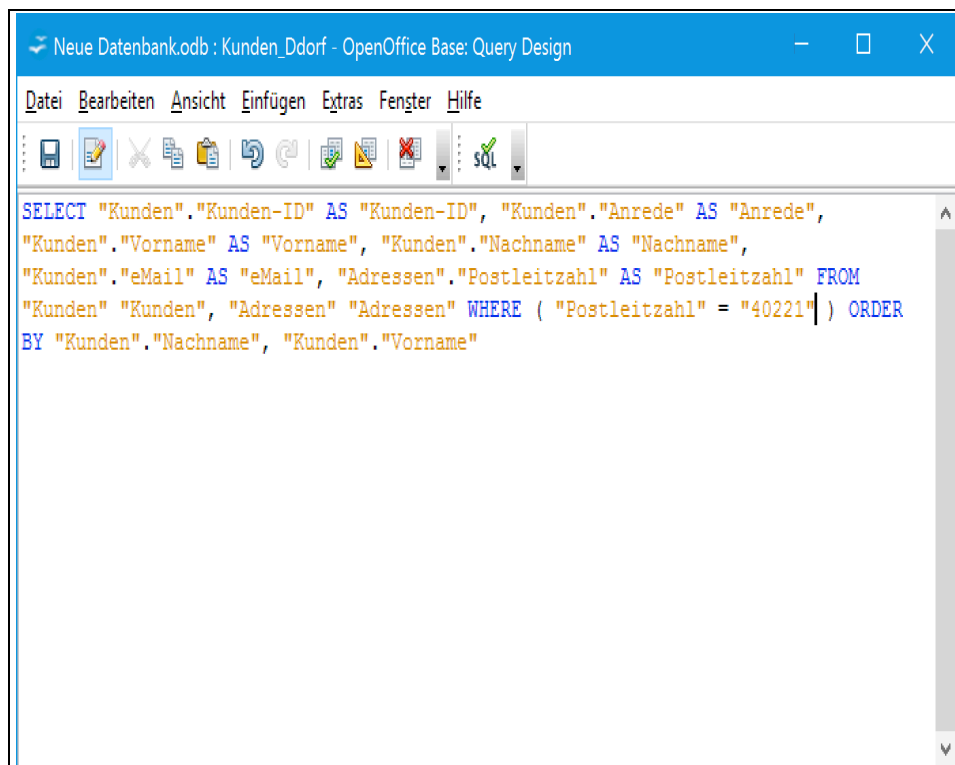 Neue Datenbank.odb : Kunden_Ddorf - OpenOffice Base: Query Design
Datei Bearbeiten Ansicht Einfügen Extras Fenster Hilfe
SQL
SELECT "Kunden"."Kunden-ID" AS "Kunden-ID", "Kunden"."Anrede" AS "Anrede",
"Kunden"."Vorname" AS "Vorname", "Kunden"."Nachname" AS "Nachname",
"Kunden"."eMail" AS "eMail", "Adressen"."Postleitzahl" AS "Postleitzahl" FROM
"Kunden" "Kunden", "Adressen" "Adressen" WHERE ( "Postleitzahl" = "40221" ) ORDER
BY "Kunden"."Nachname", "Kunden"."Vorname"